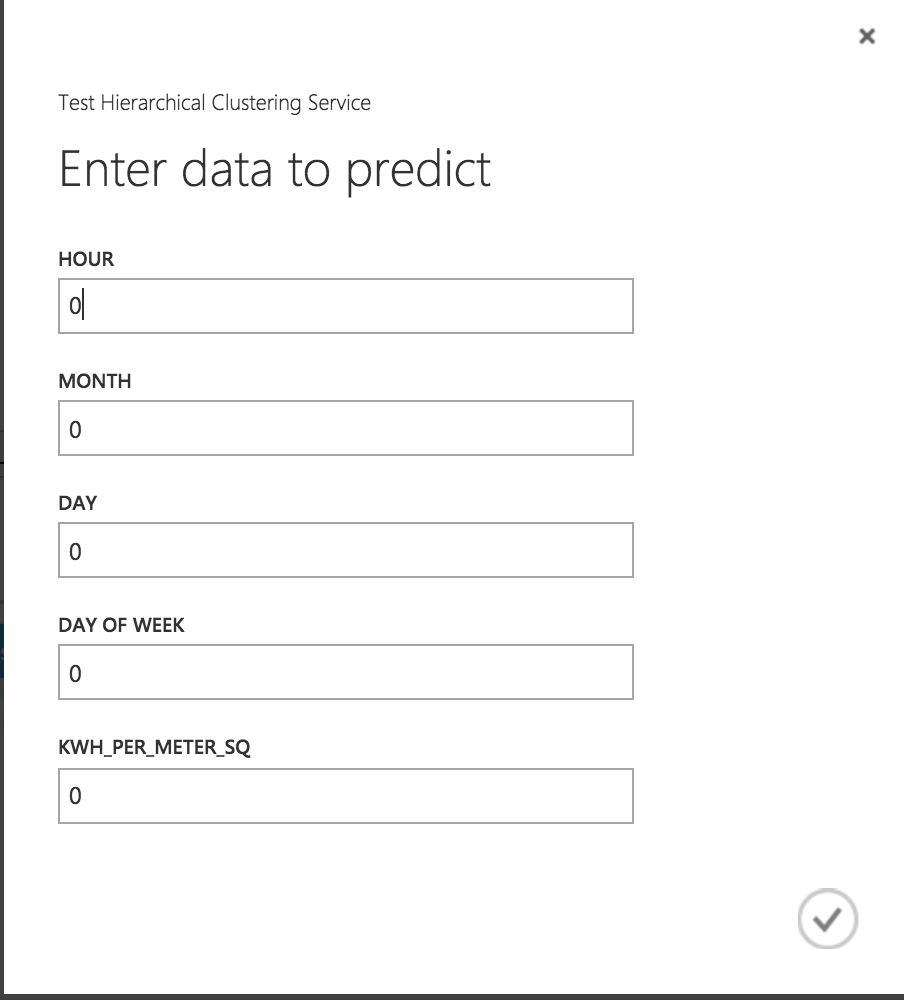 Test Hierarchical Clustering Service
Enter data to predict
HOUR
0
MONTH
0
DAY
0
DAY OF WEEK
0
KWH_PER_METER_SQ
0